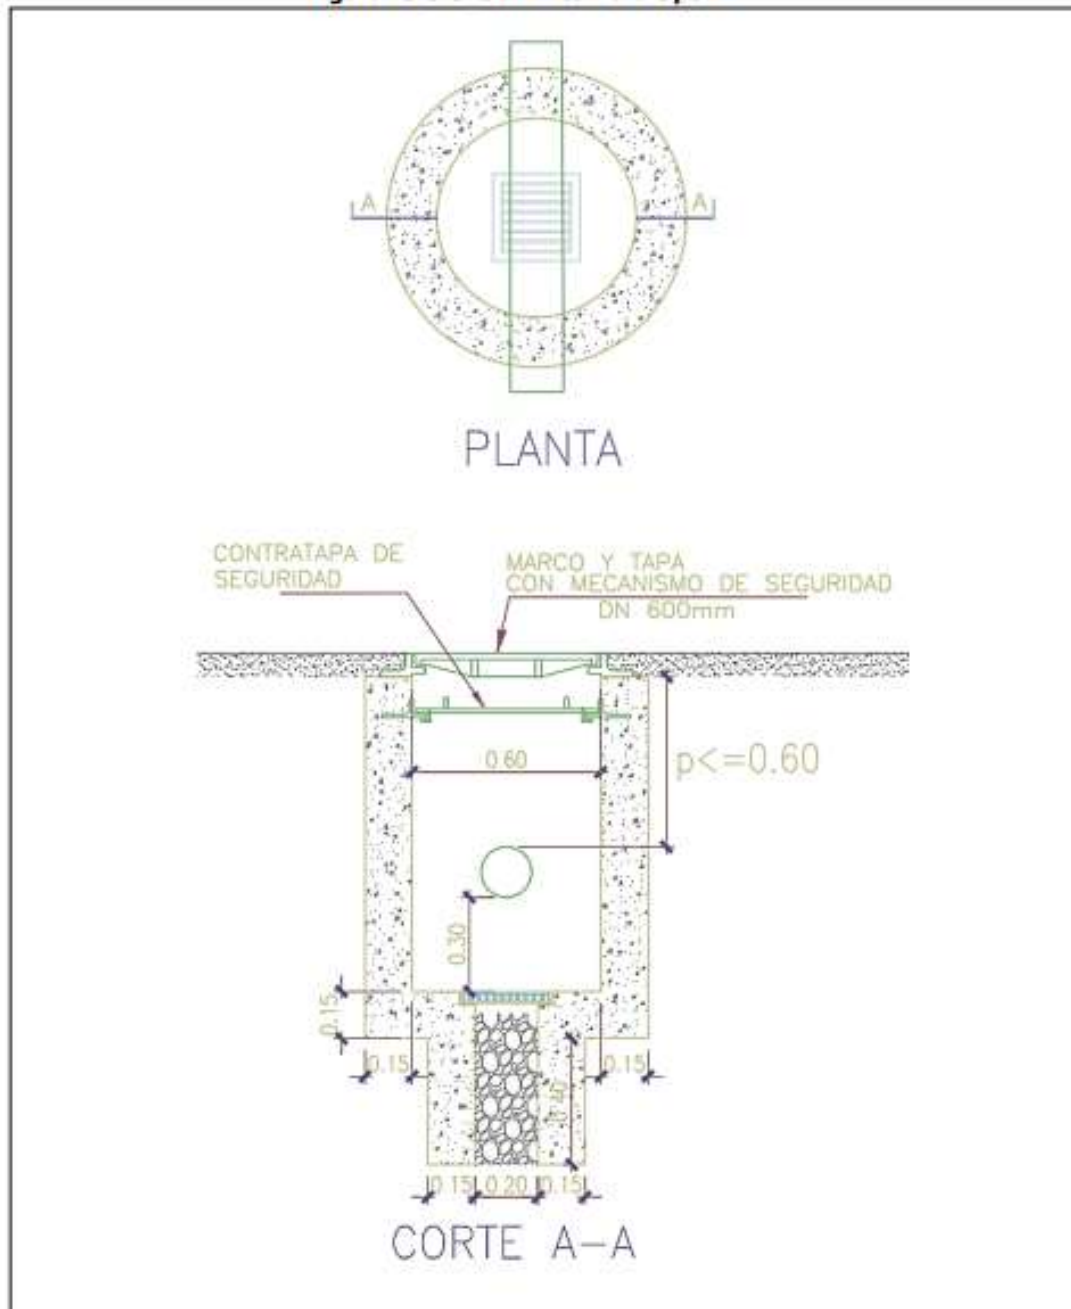 A
A
PLANTA
CONTRATAPA DE
SEGURIDAD
MARCO Y TAPA
CON MECANISMO DE SEGURIDAD
DN 600mm
0.60
p<=0.60
0.30
0.15
0.15
0.15
0.40
0.15
0.20
0.15
CORTE A-A